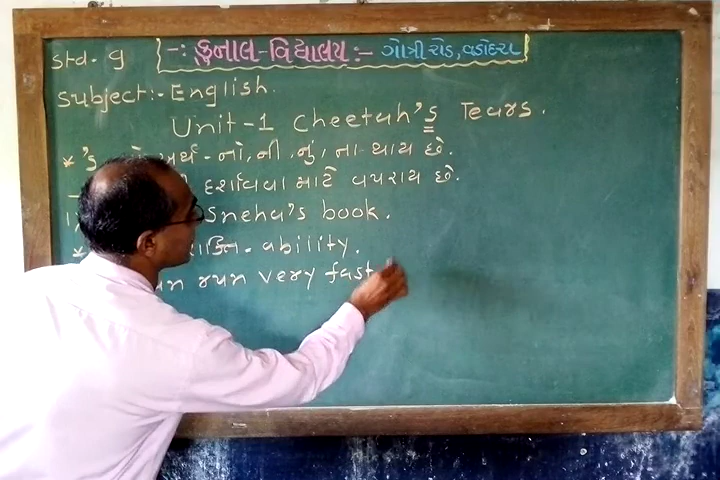 std- 9 -: કુનાલ-વિદ્યાલય :- ગોત્રી રોડ, વડોદરા
Subject:- English.
Unit-1 Cheetah's Tears.
* 's અર્થ - નો, ની, નું, ના થાય છે.
દર્શાવવા માટે વપરાય છે.
Sneha's book.
* શક્તિ - ability.
run very fast